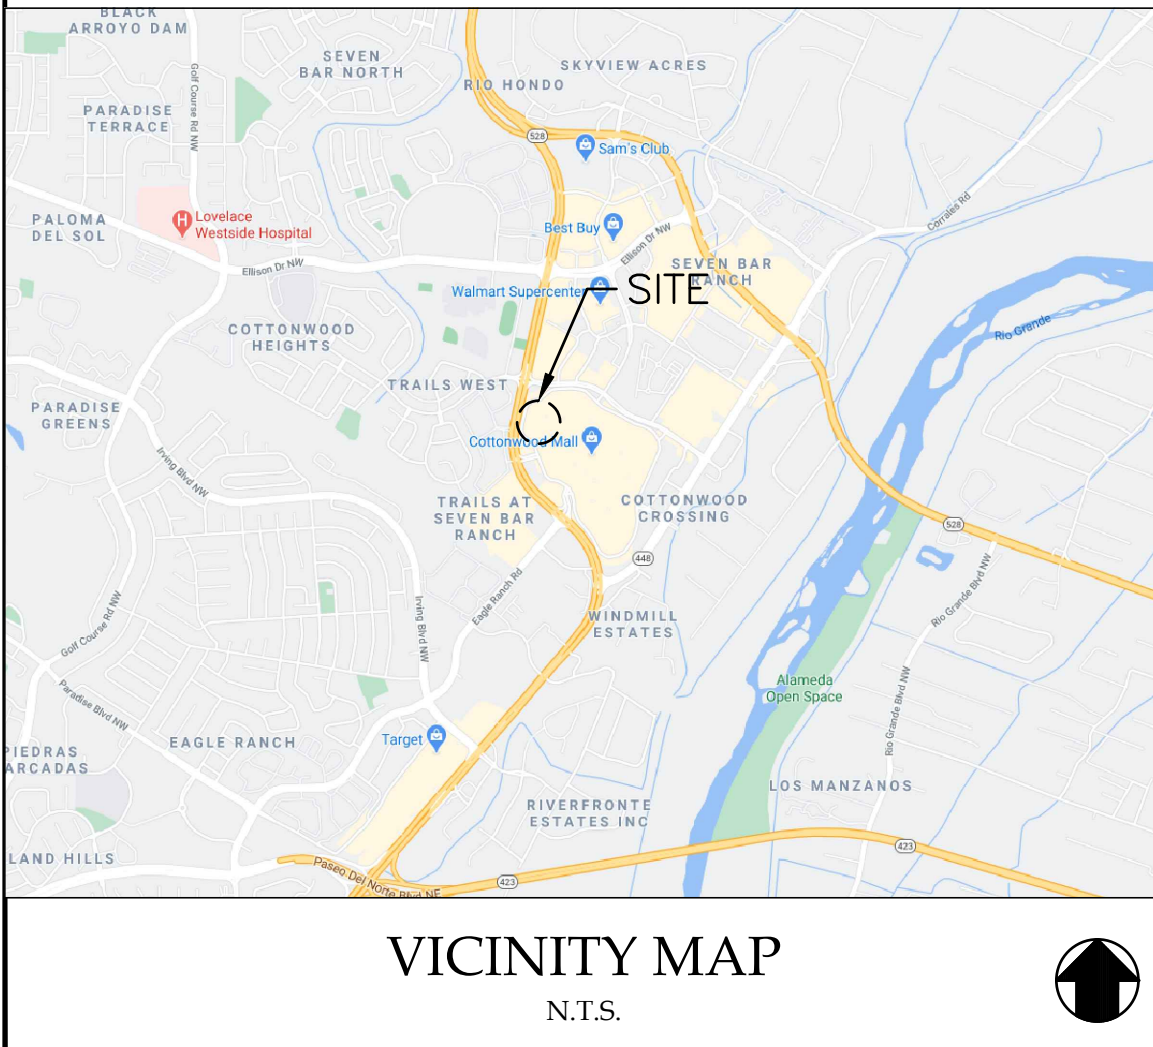 BLACK
ARROYO DAM
SEVEN
BAR NORTH
SKYVIEW ACRES
RIO HONDO
Golf Course Rd NW
PARADISE
TERRACE
528
Sam's Club
PALOMA
DEL SOL
Lovelace
Westside Hospital
H
Best Buy
Ellison Dr NW
Corrales Rd
Ellison Dr NW
SEVEN BAR
RANCH
Walmart Supercenter
SITE
Rio Grande
COTTONWOOD
HEIGHTS
TRAILS WEST
PARADISE
GREENS
Cottonwood Mall
Irving Blvd NW
TRAILS AT
SEVEN BAR
RANCH
COTTONWOOD
CROSSING
528
448
Eagle Ranch Rd
Irving Blvd NW
Golf Course Rd NW
WINDMILL
ESTATES
Rio Grande Blvd NW
Alameda
Open Space
Paradise Blvd NW
Rio Grande Blvd NW
PIEDRAS
ARCADAS
EAGLE RANCH
Target
LOS MANZANOS
RIVERFRONTE
ESTATES INC
423
LAND HILLS
Paseo Del Norte Blvd NE
423
VICINITY MAP
N.T.S.